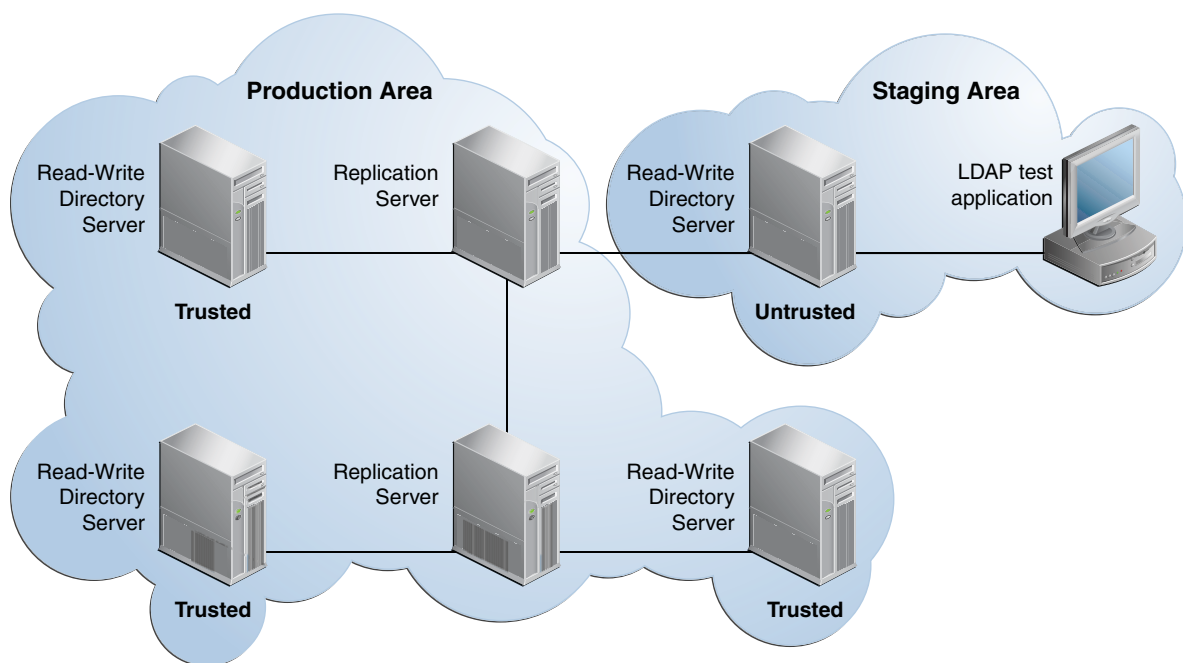 Production Area
Staging Area
Read-Write
Directory
Server
Replication
Server
Read-Write
Directory
Server
LDAP test
application
Trusted
Untrusted
Read-Write
Directory
Server
Replication
Server
Read-Write
Directory
Server
Trusted
Trusted